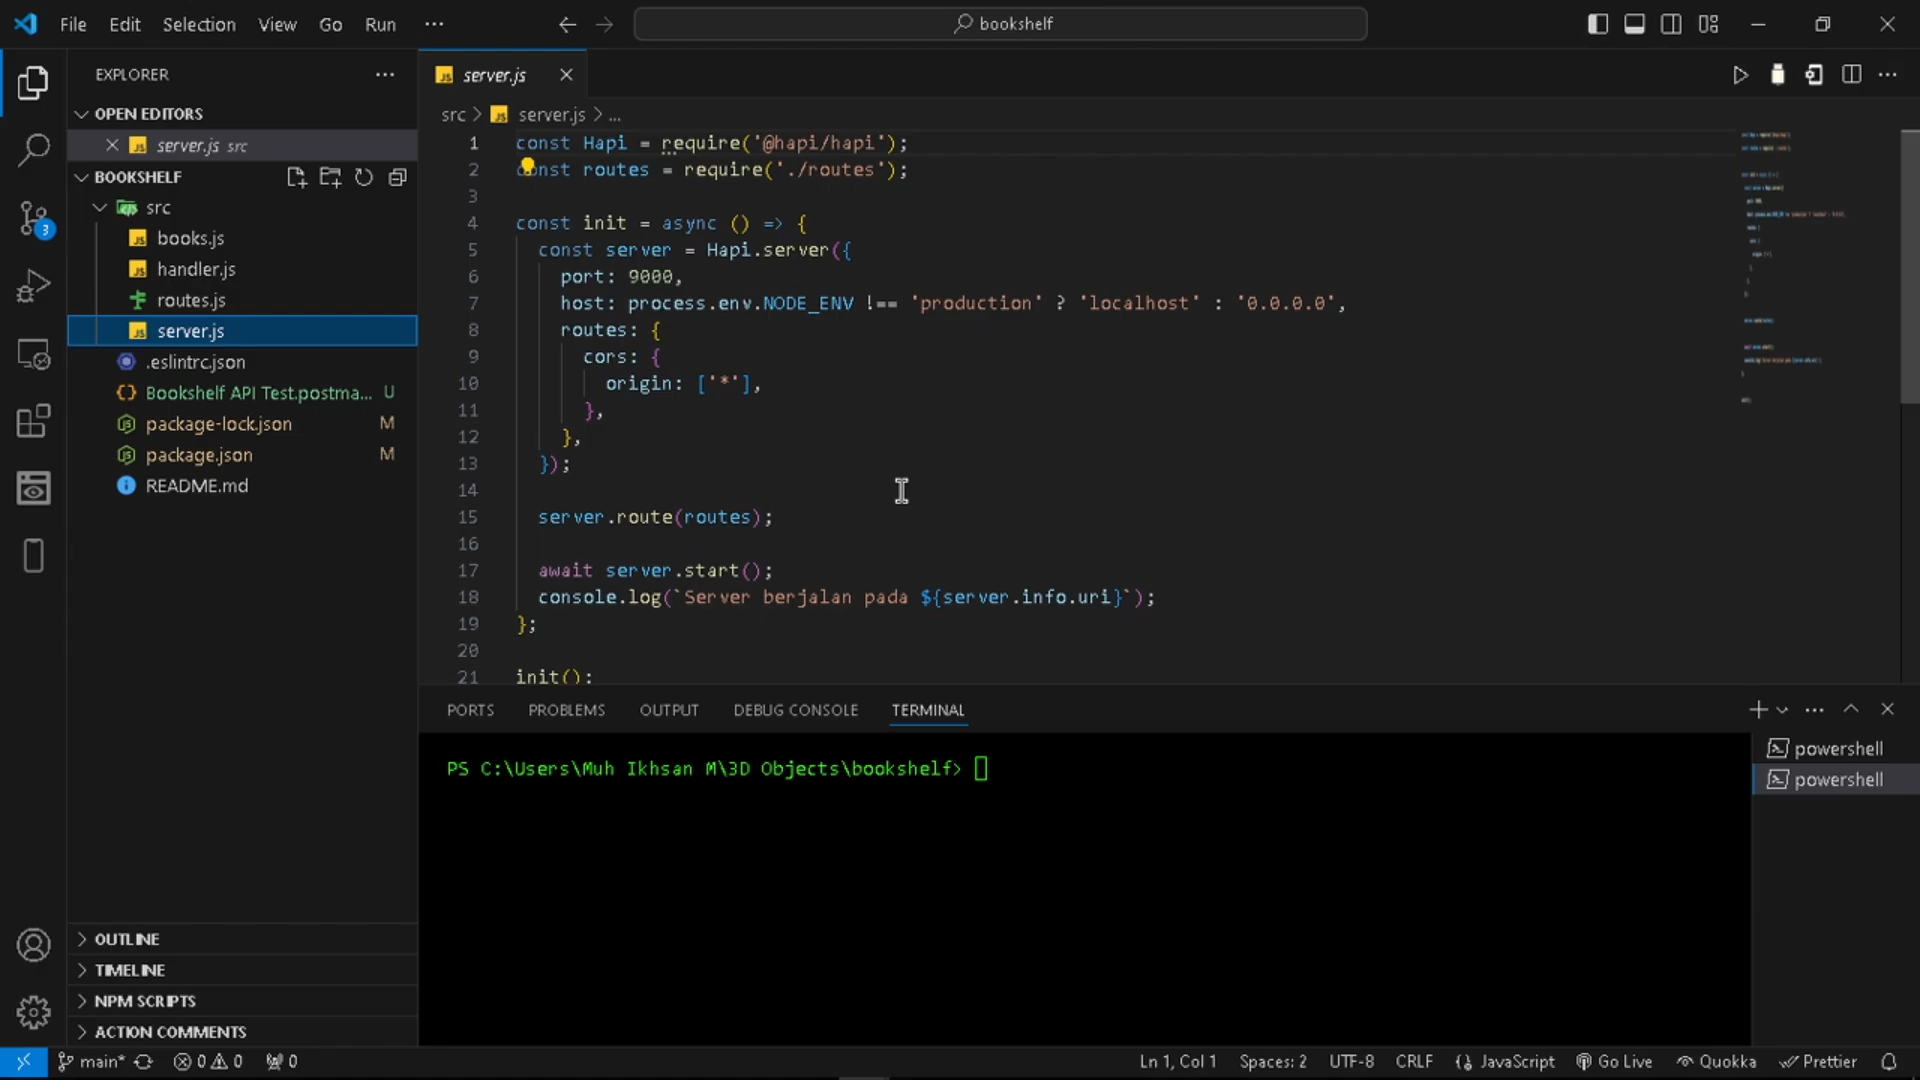 File Edit Selection View Go Run ···
bookshelf
EXPLORER ···
OPEN EDITORS
server.js src
BOOKSHELF
src
books.js
handler.js
routes.js
server.js
.eslintrc.json
Bookshelf API Test.postma... U
package-lock.json M
package.json M
README.md
OUTLINE
TIMELINE
NPM SCRIPTS
ACTION COMMENTS
3
server.js
src > server.js > ...
1 const Hapi = require('@hapi/hapi');
2 const routes = require('./routes');
3
4 const init = async () => {
5 const server = Hapi.server({
6 port: 9000,
7 host: process.env.NODE_ENV !== 'production' ? 'localhost' : '0.0.0.0',
8 routes: {
9 cors: {
10 origin: ['*'],
11 },
12 },
13 });
14
15 server.route(routes);
16
17 await server.start();
18 console.log(`Server berjalan pada ${server.info.uri}`);
19 };
20
21 init();
PORTS PROBLEMS OUTPUT DEBUG CONSOLE TERMINAL
PS C:\Users\Muh Ikhsan M\3D Objects\bookshelf>
powershell
powershell
main* 0 0 0
Ln 1, Col 1 Spaces: 2 UTF-8 CRLF {} JavaScript Go Live Quokka Prettier